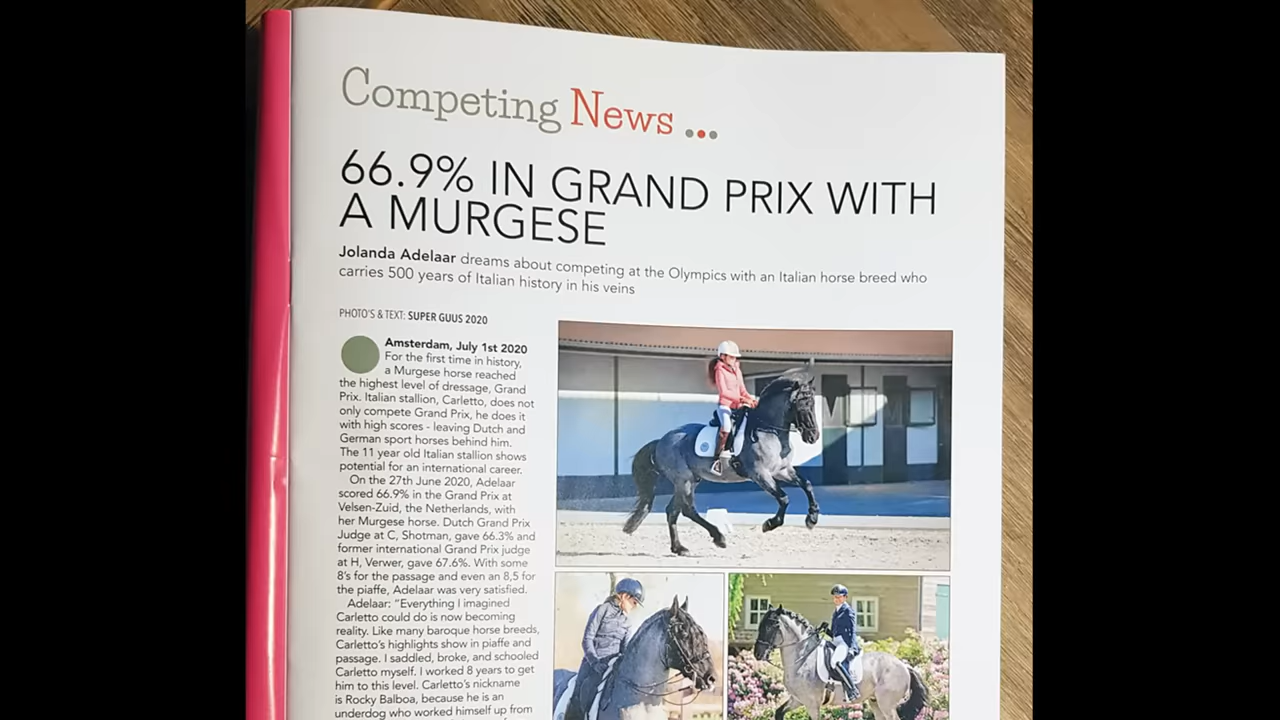 Competing News ...
66.9% IN GRAND PRIX WITH
A MURGESE
Jolanda Adelaar dreams about competing at the Olympics with an Italian horse breed who
carries 500 years of Italian history in his veins
PHOTO'S & TEXT: SUPER GUUS 2020
Amsterdam, July 1st 2020
For the first time in history,
a Murgese horse reached
the highest level of dressage, Grand
Prix. Italian stallion, Carletto, does not
only compete Grand Prix, he does it
with high scores - leaving Dutch and
German sport horses behind him.
The 11 year old Italian stallion shows
potential for an international career.
On the 27th June 2020, Adelaar
scored 66.9% in the Grand Prix at
Velsen-Zuid, the Netherlands, with
her Murgese horse. Dutch Grand Prix
Judge at C, Shotman, gave 66.3% and
former international Grand Prix judge
at H, Verwer, gave 67.6%. With some
8's for the passage and even an 8,5 for
the piaffe, Adelaar was very satisfied.
Adelaar: "Everything I imagined
Carletto could do is now becoming
reality. Like many baroque horse breeds,
Carletto's highlights show in piaffe and
passage. I saddled, broke, and schooled
Carletto myself. I worked 8 years to get
him to this level. Carletto's nickname
is Rocky Balboa, because he is an
underdog who worked himself up from